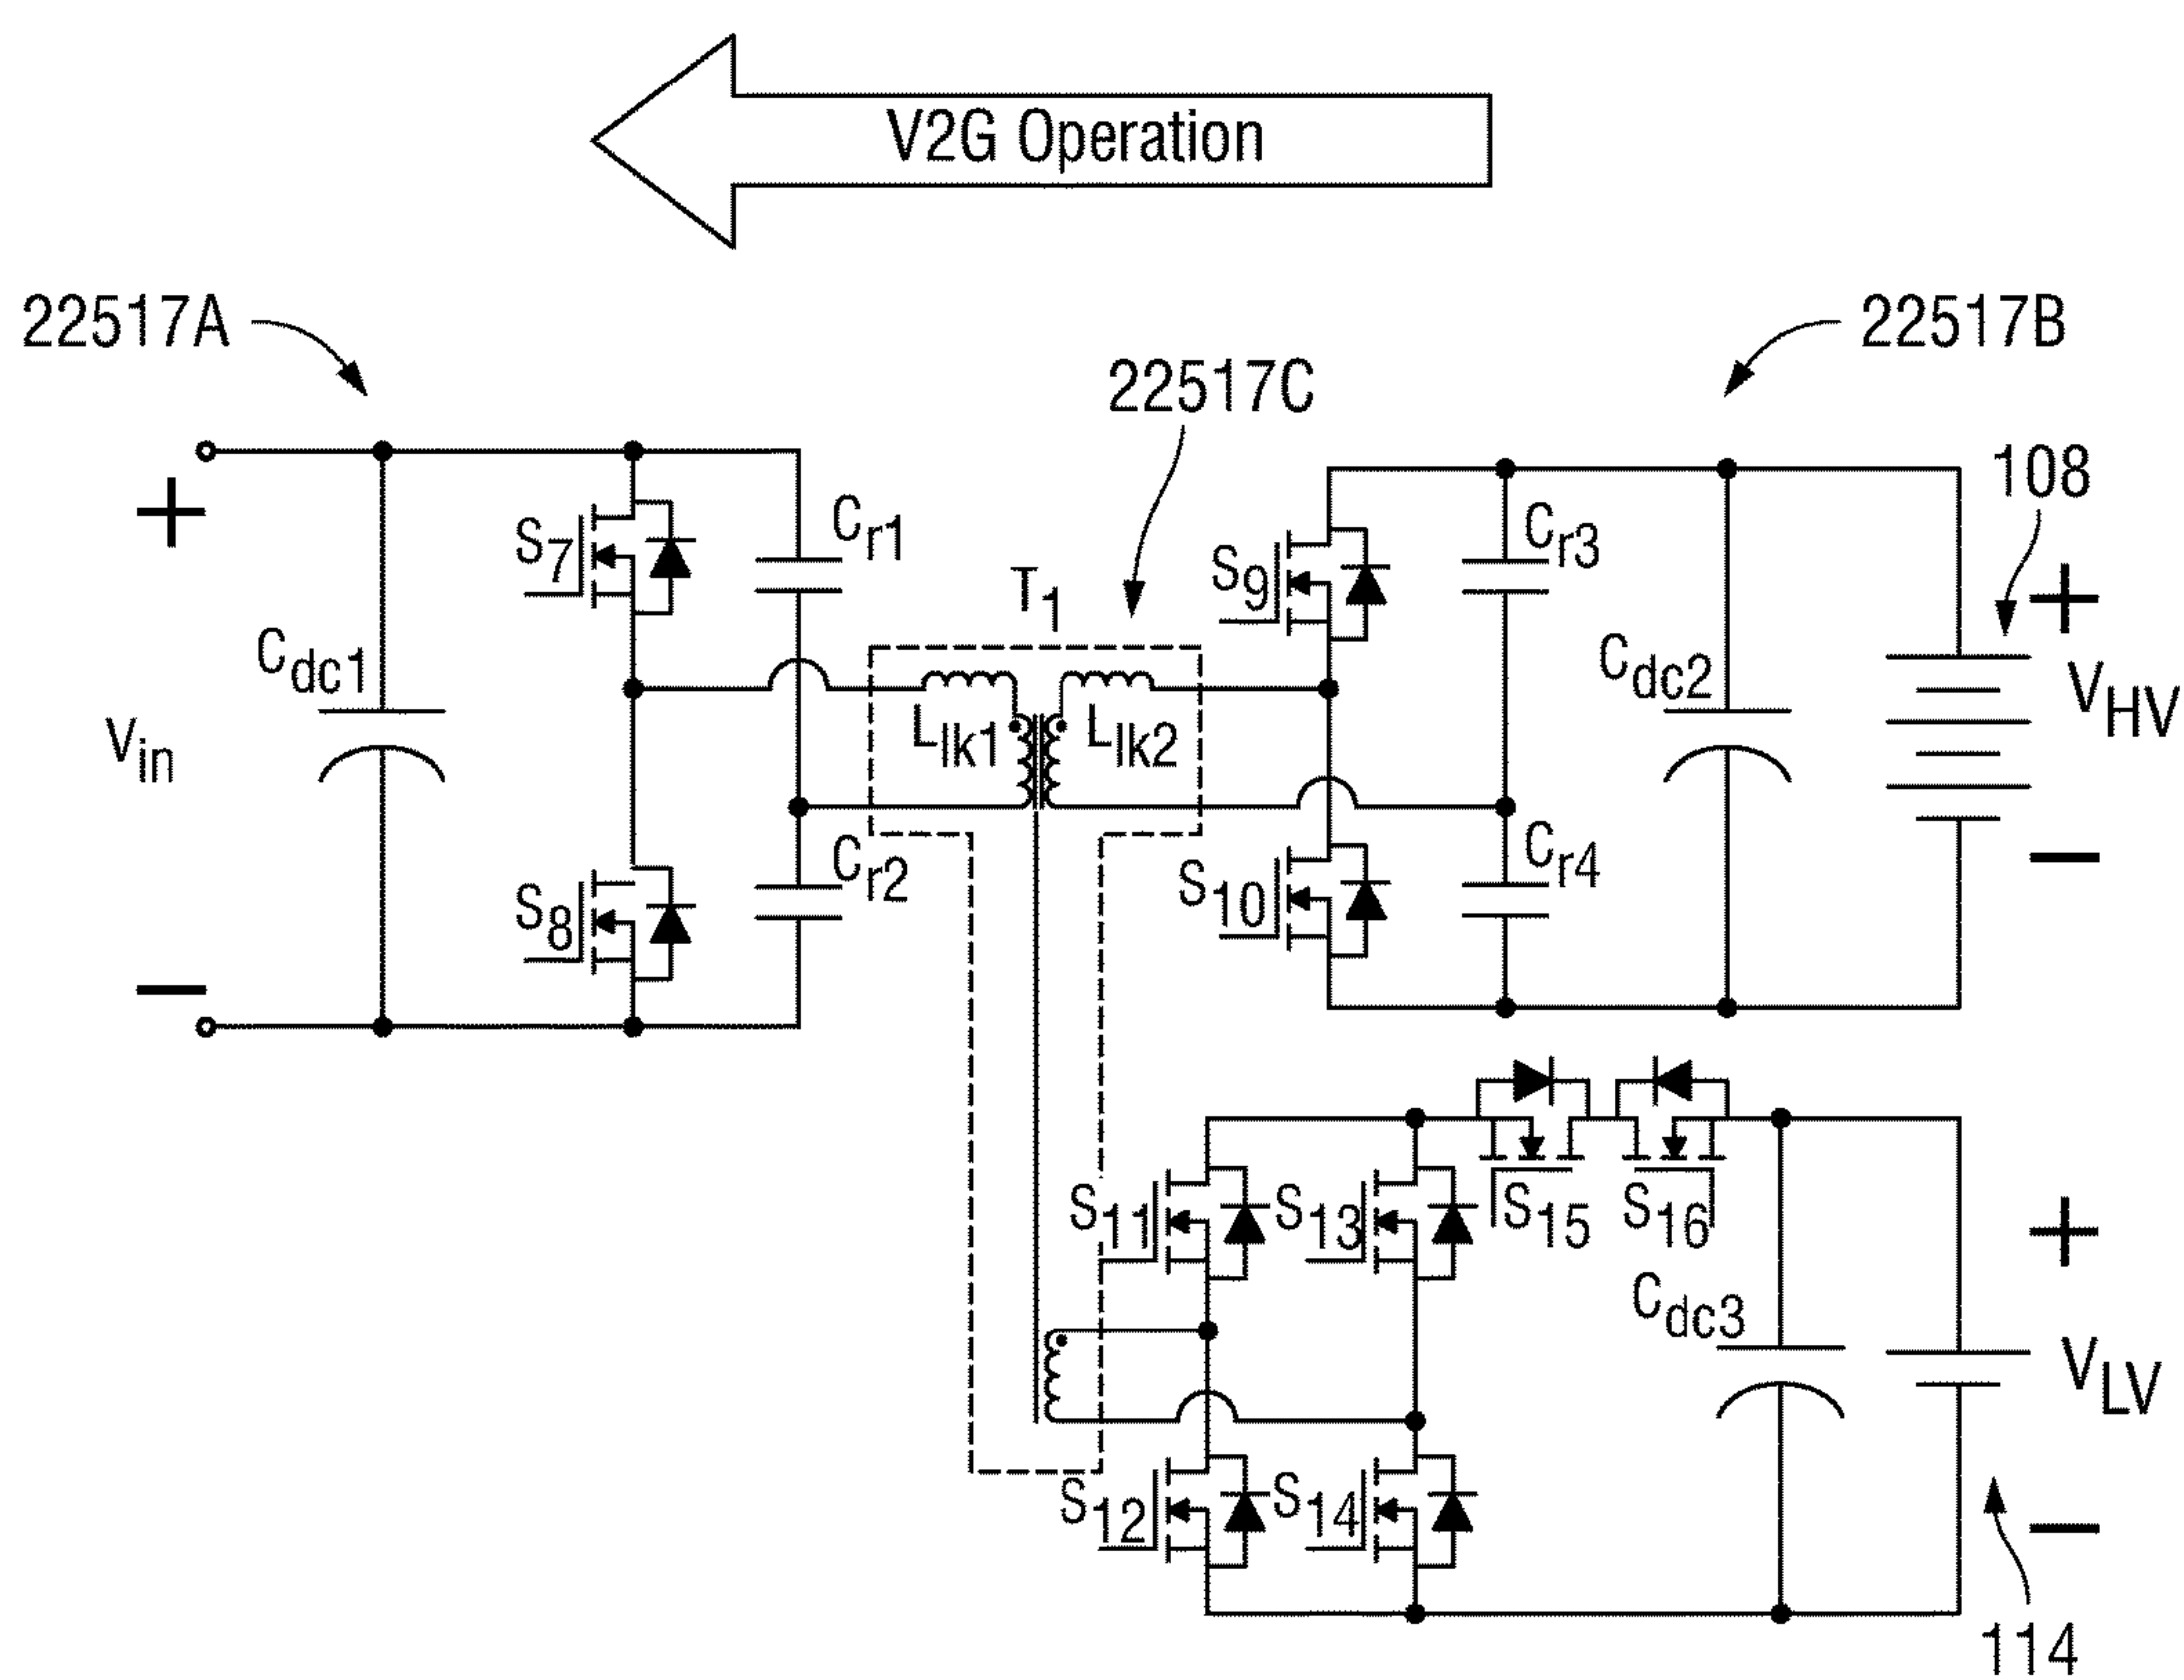 V2G Operation
22517A
22517B
22517C
108
+
S7
Cr1
T1
S9
Cr3
+
Cdc1
Cdc2
VHV
Vin
Llk1
Llk2
S8
Cr2
S10
Cr4
−
−
S11
S13
S15
S16
+
Cdc3
VLV
S12
S14
−
114